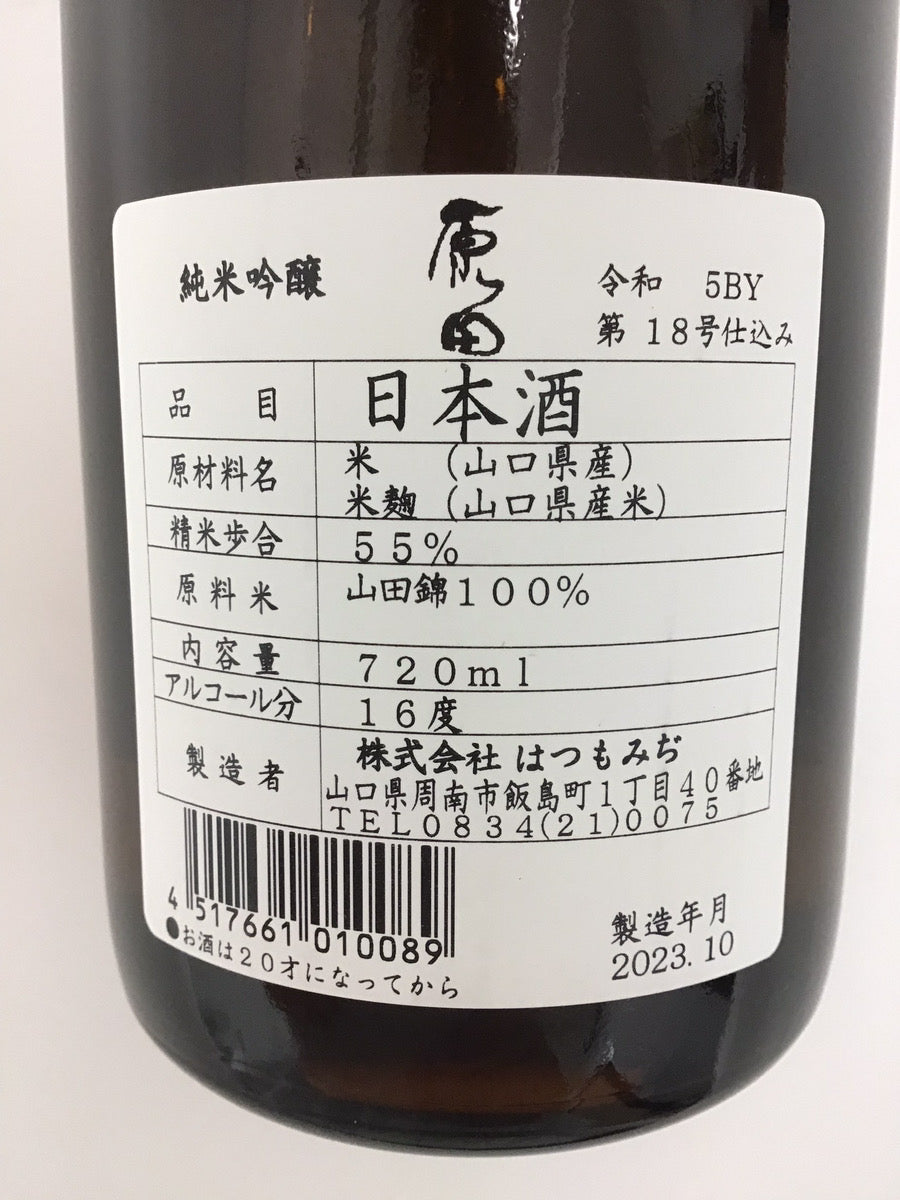 純米吟醸
原田
令和 5BY
第 18号仕込み
品 目 日本酒
原材料名 米 (山口県産)
米麹 (山口県産米)
精米歩合 55%
原料米 山田錦100%
内容量 720ml
アルコール分 16度
製造者 株式会社 はつもみぢ
山口県周南市飯島町1丁目40番地
TEL0834(21)0075
4 517661 010089
●お酒は20才になってから
製造年月
2023. 10